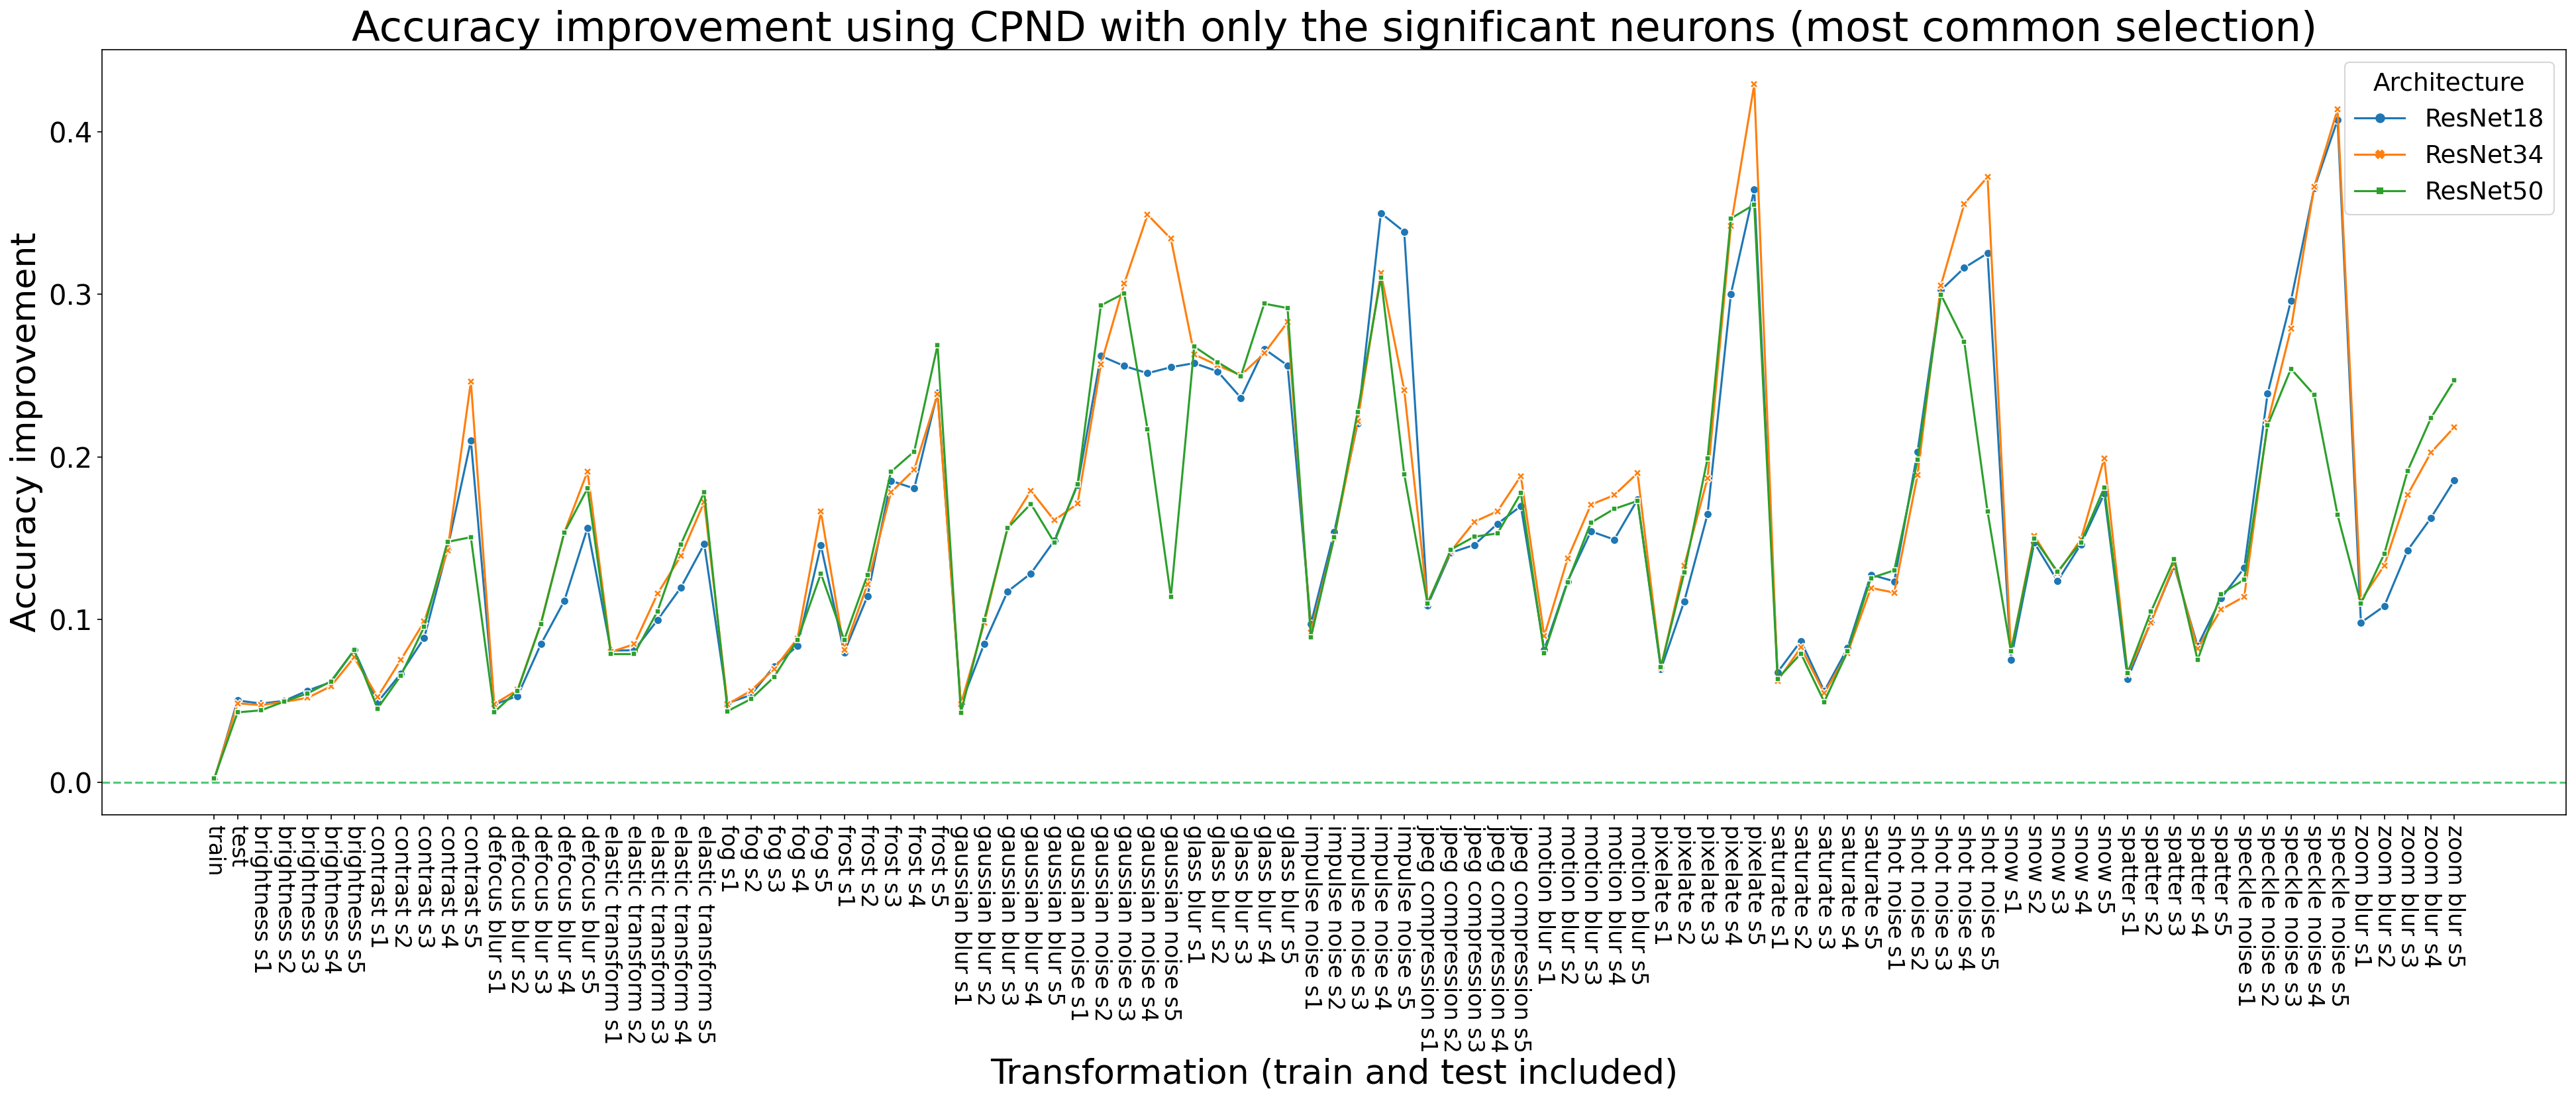 Accuracy improvement using CPND with only the significant neurons (most common selection)
Architecture
ResNet18
ResNet34
ResNet50
Accuracy improvement
0.4
0.3
0.2
0.1
0.0
train
test
brightness s1
brightness s2
brightness s3
brightness s4
brightness s5
contrast s1
contrast s2
contrast s3
contrast s4
contrast s5
defocus blur s1
defocus blur s2
defocus blur s3
defocus blur s4
defocus blur s5
elastic transform s1
elastic transform s2
elastic transform s3
elastic transform s4
elastic transform s5
fog s1
fog s2
fog s3
fog s4
fog s5
frost s1
frost s2
frost s3
frost s4
frost s5
gaussian blur s1
gaussian blur s2
gaussian blur s3
gaussian blur s4
gaussian blur s5
gaussian noise s1
gaussian noise s2
gaussian noise s3
gaussian noise s4
gaussian noise s5
glass blur s1
glass blur s2
glass blur s3
glass blur s4
glass blur s5
impulse noise s1
impulse noise s2
impulse noise s3
impulse noise s4
impulse noise s5
jpeg compression s1
jpeg compression s2
jpeg compression s3
jpeg compression s4
jpeg compression s5
motion blur s1
motion blur s2
motion blur s3
motion blur s4
motion blur s5
pixelate s1
pixelate s2
pixelate s3
pixelate s4
pixelate s5
saturate s1
saturate s2
saturate s3
saturate s4
saturate s5
shot noise s1
shot noise s2
shot noise s3
shot noise s4
shot noise s5
snow s1
snow s2
snow s3
snow s4
snow s5
spatter s1
spatter s2
spatter s3
spatter s4
spatter s5
speckle noise s1
speckle noise s2
speckle noise s3
speckle noise s4
speckle noise s5
zoom blur s1
zoom blur s2
zoom blur s3
zoom blur s4
zoom blur s5
Transformation (train and test included)